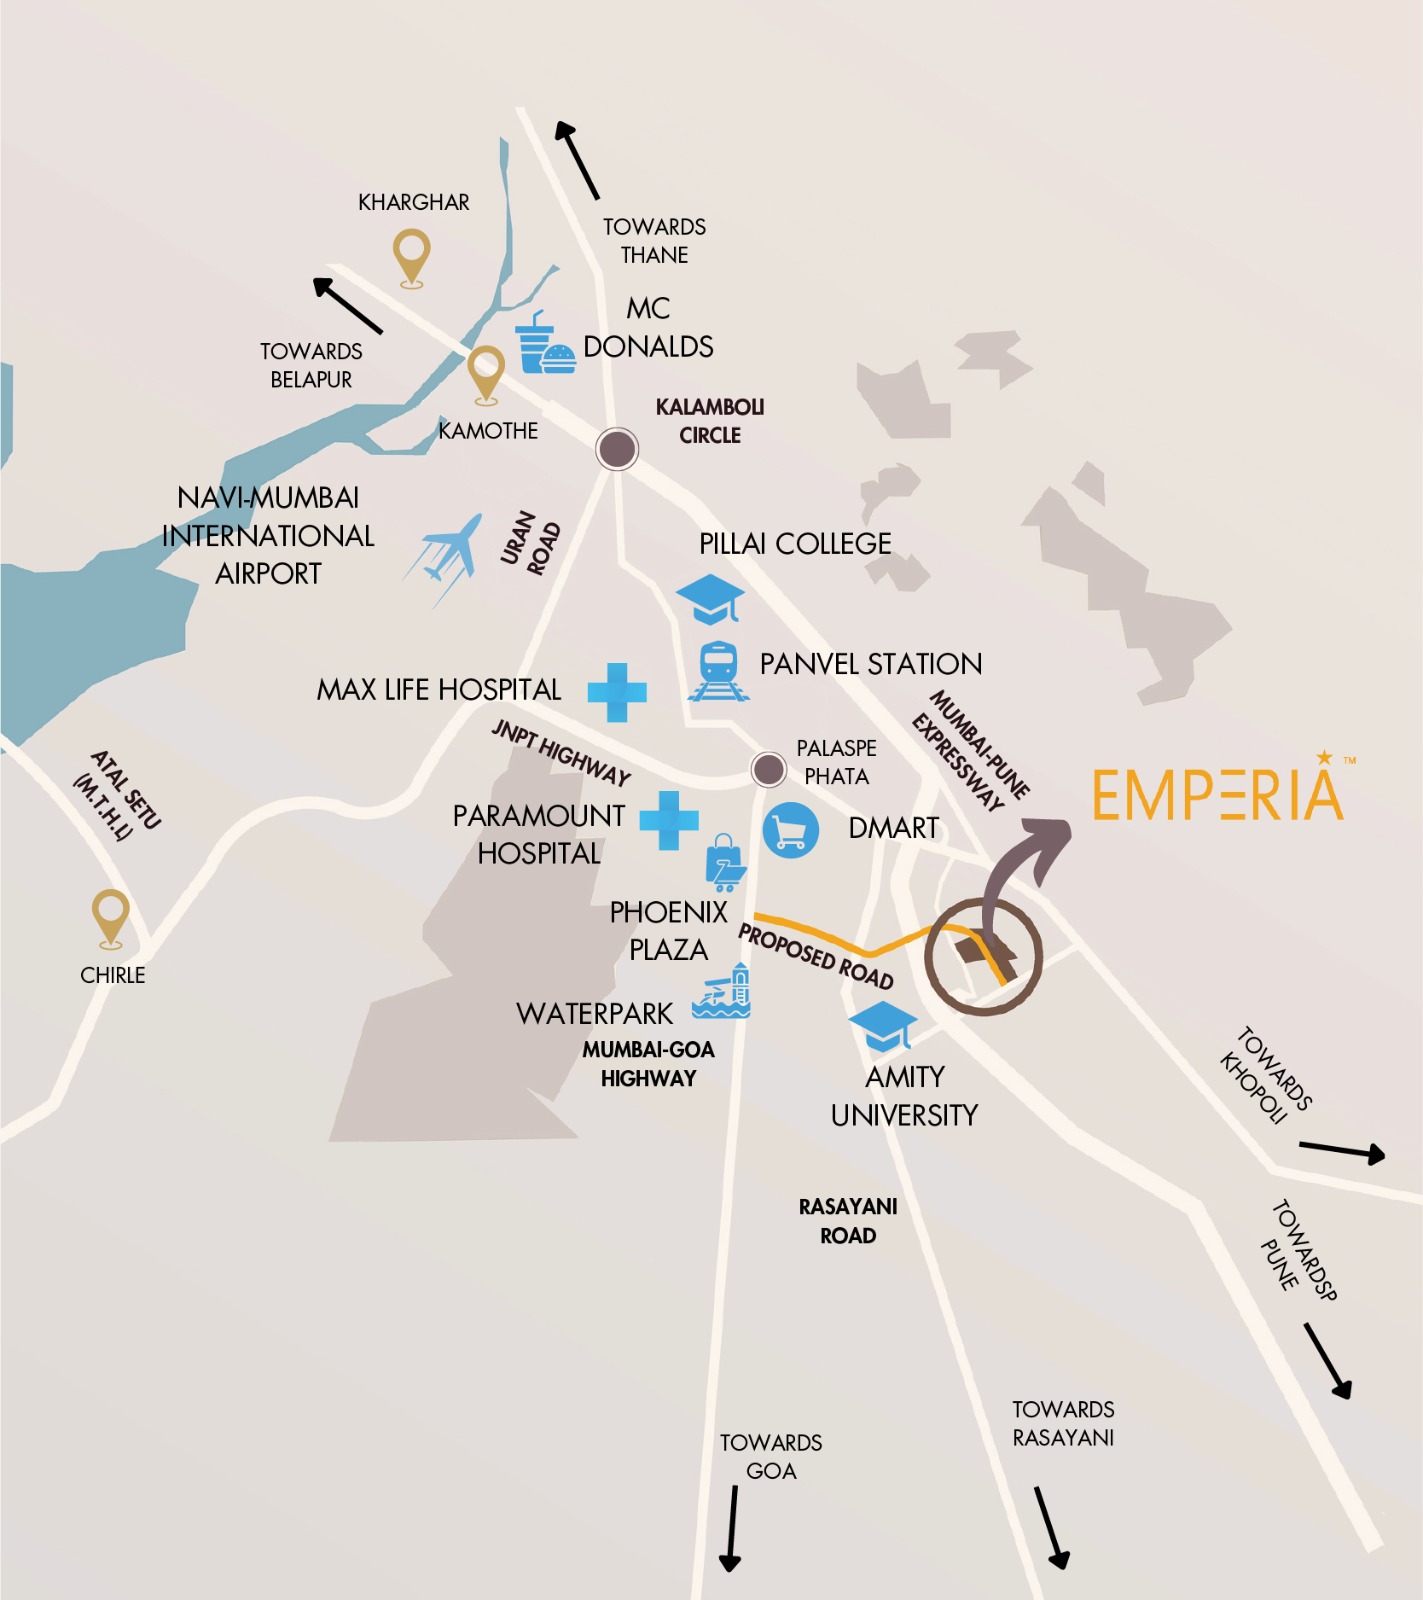 KHARGHAR
TOWARDS
THANE
MC
DONALDS
TOWARDS
BELAPUR
KALAMBOLI
CIRCLE
KAMOTHE
NAVI-MUMBAI
INTERNATIONAL
AIRPORT
URAN
ROAD
PILLAI COLLEGE
PANVEL STATION
MAX LIFE HOSPITAL
JNPT HIGHWAY
MUMBAI-PUNE
EXPRESSWAY
PALASPE
PHATA
ATAL SETU
(M.T.H.L)
EMPERIA™
PARAMOUNT
HOSPITAL
DMART
PHOENIX
PLAZA
PROPOSED ROAD
CHIRLE
WATERPARK
MUMBAI-GOA
HIGHWAY
AMITY
UNIVERSITY
TOWARDS
KHOPOLI
RASAYANI
ROAD
TOWARDSP
PUNE
TOWARDS
RASAYANI
TOWARDS
GOA